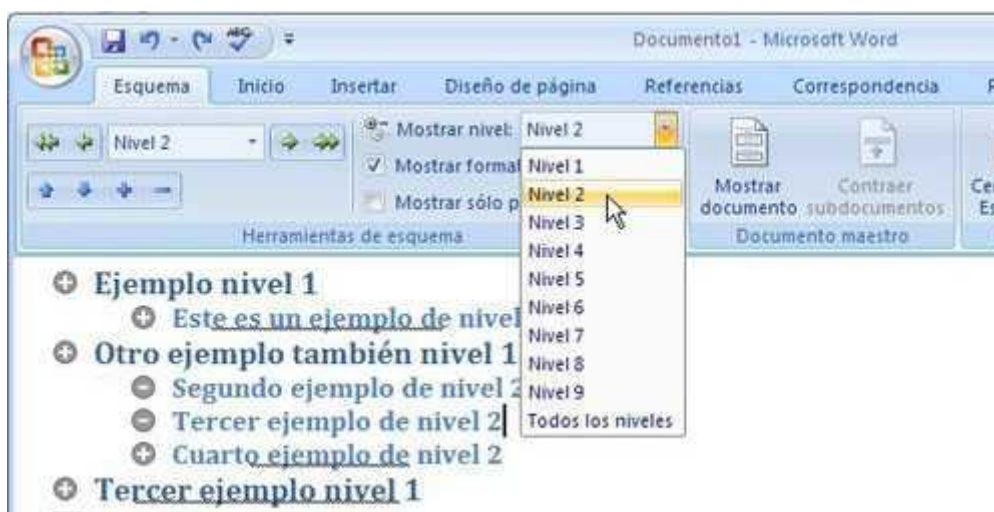 Documento1 - Microsoft Word
Esquema Inicio Insertar Diseño de página Referencias Correspondencia
Nivel 2 Mostrar nivel: Nivel 2
Mostrar format
Mostrar sólo p
Nivel 1
Nivel 2
Nivel 3
Nivel 4
Nivel 5
Nivel 6
Nivel 7
Nivel 8
Nivel 9
Todos los niveles
Mostrar documento
Contraer subdocumentos
Herramientas de esquema
Documento maestro
Ejemplo nivel 1
Este es un ejemplo de nivel
Otro ejemplo también nivel 1
Segundo ejemplo de nivel 2
Tercer ejemplo de nivel 2
Cuarto ejemplo de nivel 2
Tercer ejemplo nivel 1